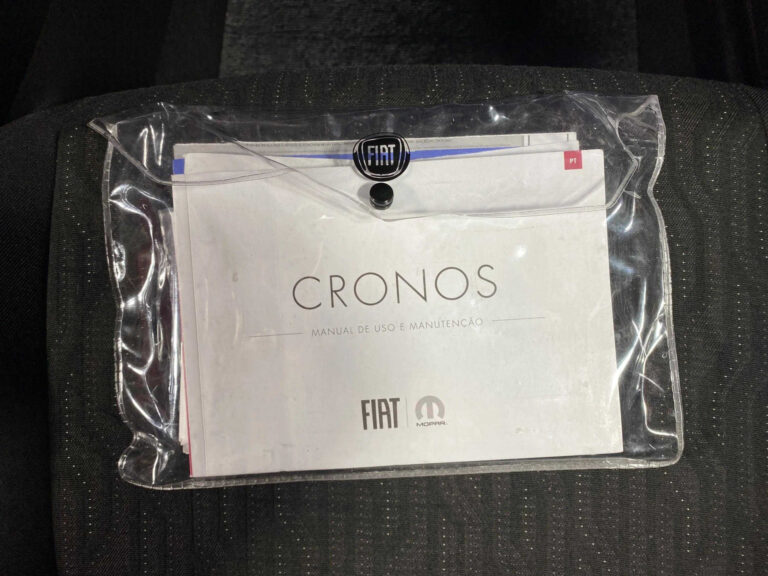 FIAT
PT
CRONOS
MANUAL DE USO E MANUTENÇÃO
FIAT
MOPAR